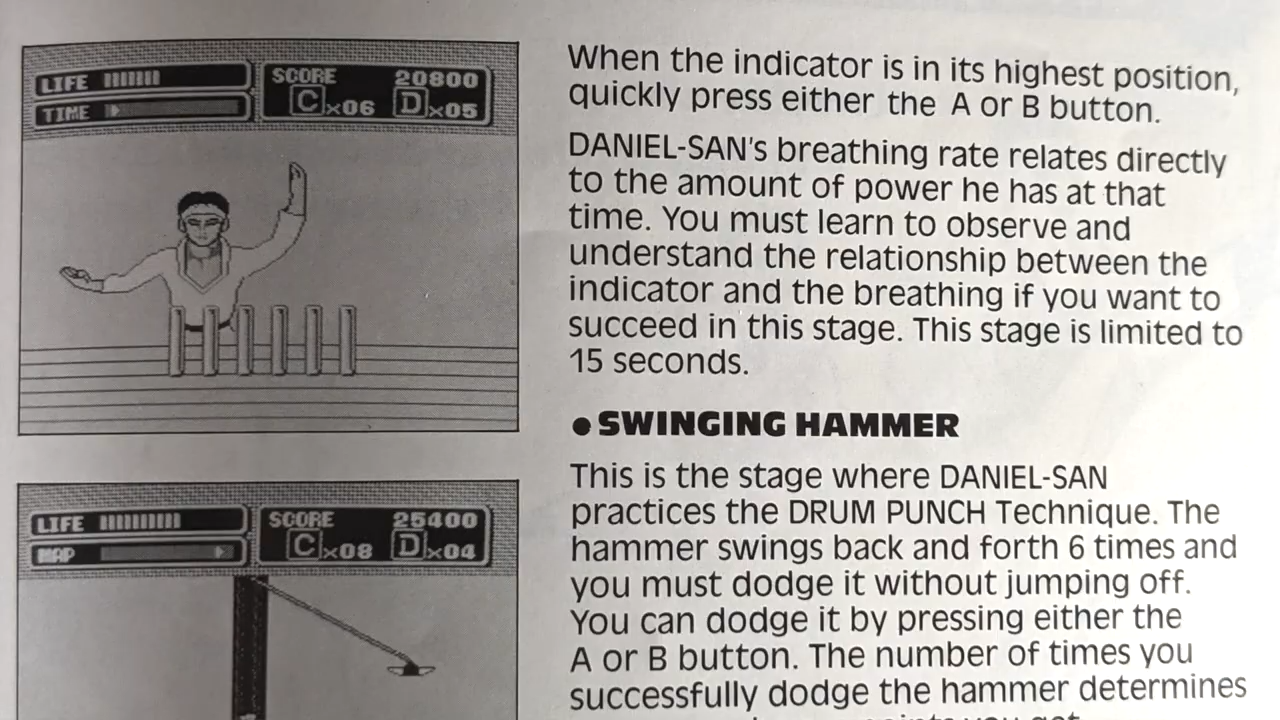 LIFE
SCORE 20800
C×06 D×05
TIME
When the indicator is in its highest position,
quickly press either the A or B button.
DANIEL-SAN's breathing rate relates directly
to the amount of power he has at that
time. You must learn to observe and
understand the relationship between the
indicator and the breathing if you want to
succeed in this stage. This stage is limited to
15 seconds.
● SWINGING HAMMER
LIFE
SCORE 25400
C×08 D×04
MAP
This is the stage where DANIEL-SAN
practices the DRUM PUNCH Technique. The
hammer swings back and forth 6 times and
you must dodge it without jumping off.
You can dodge it by pressing either the
A or B button. The number of times you
successfully dodge the hammer determines
points you get